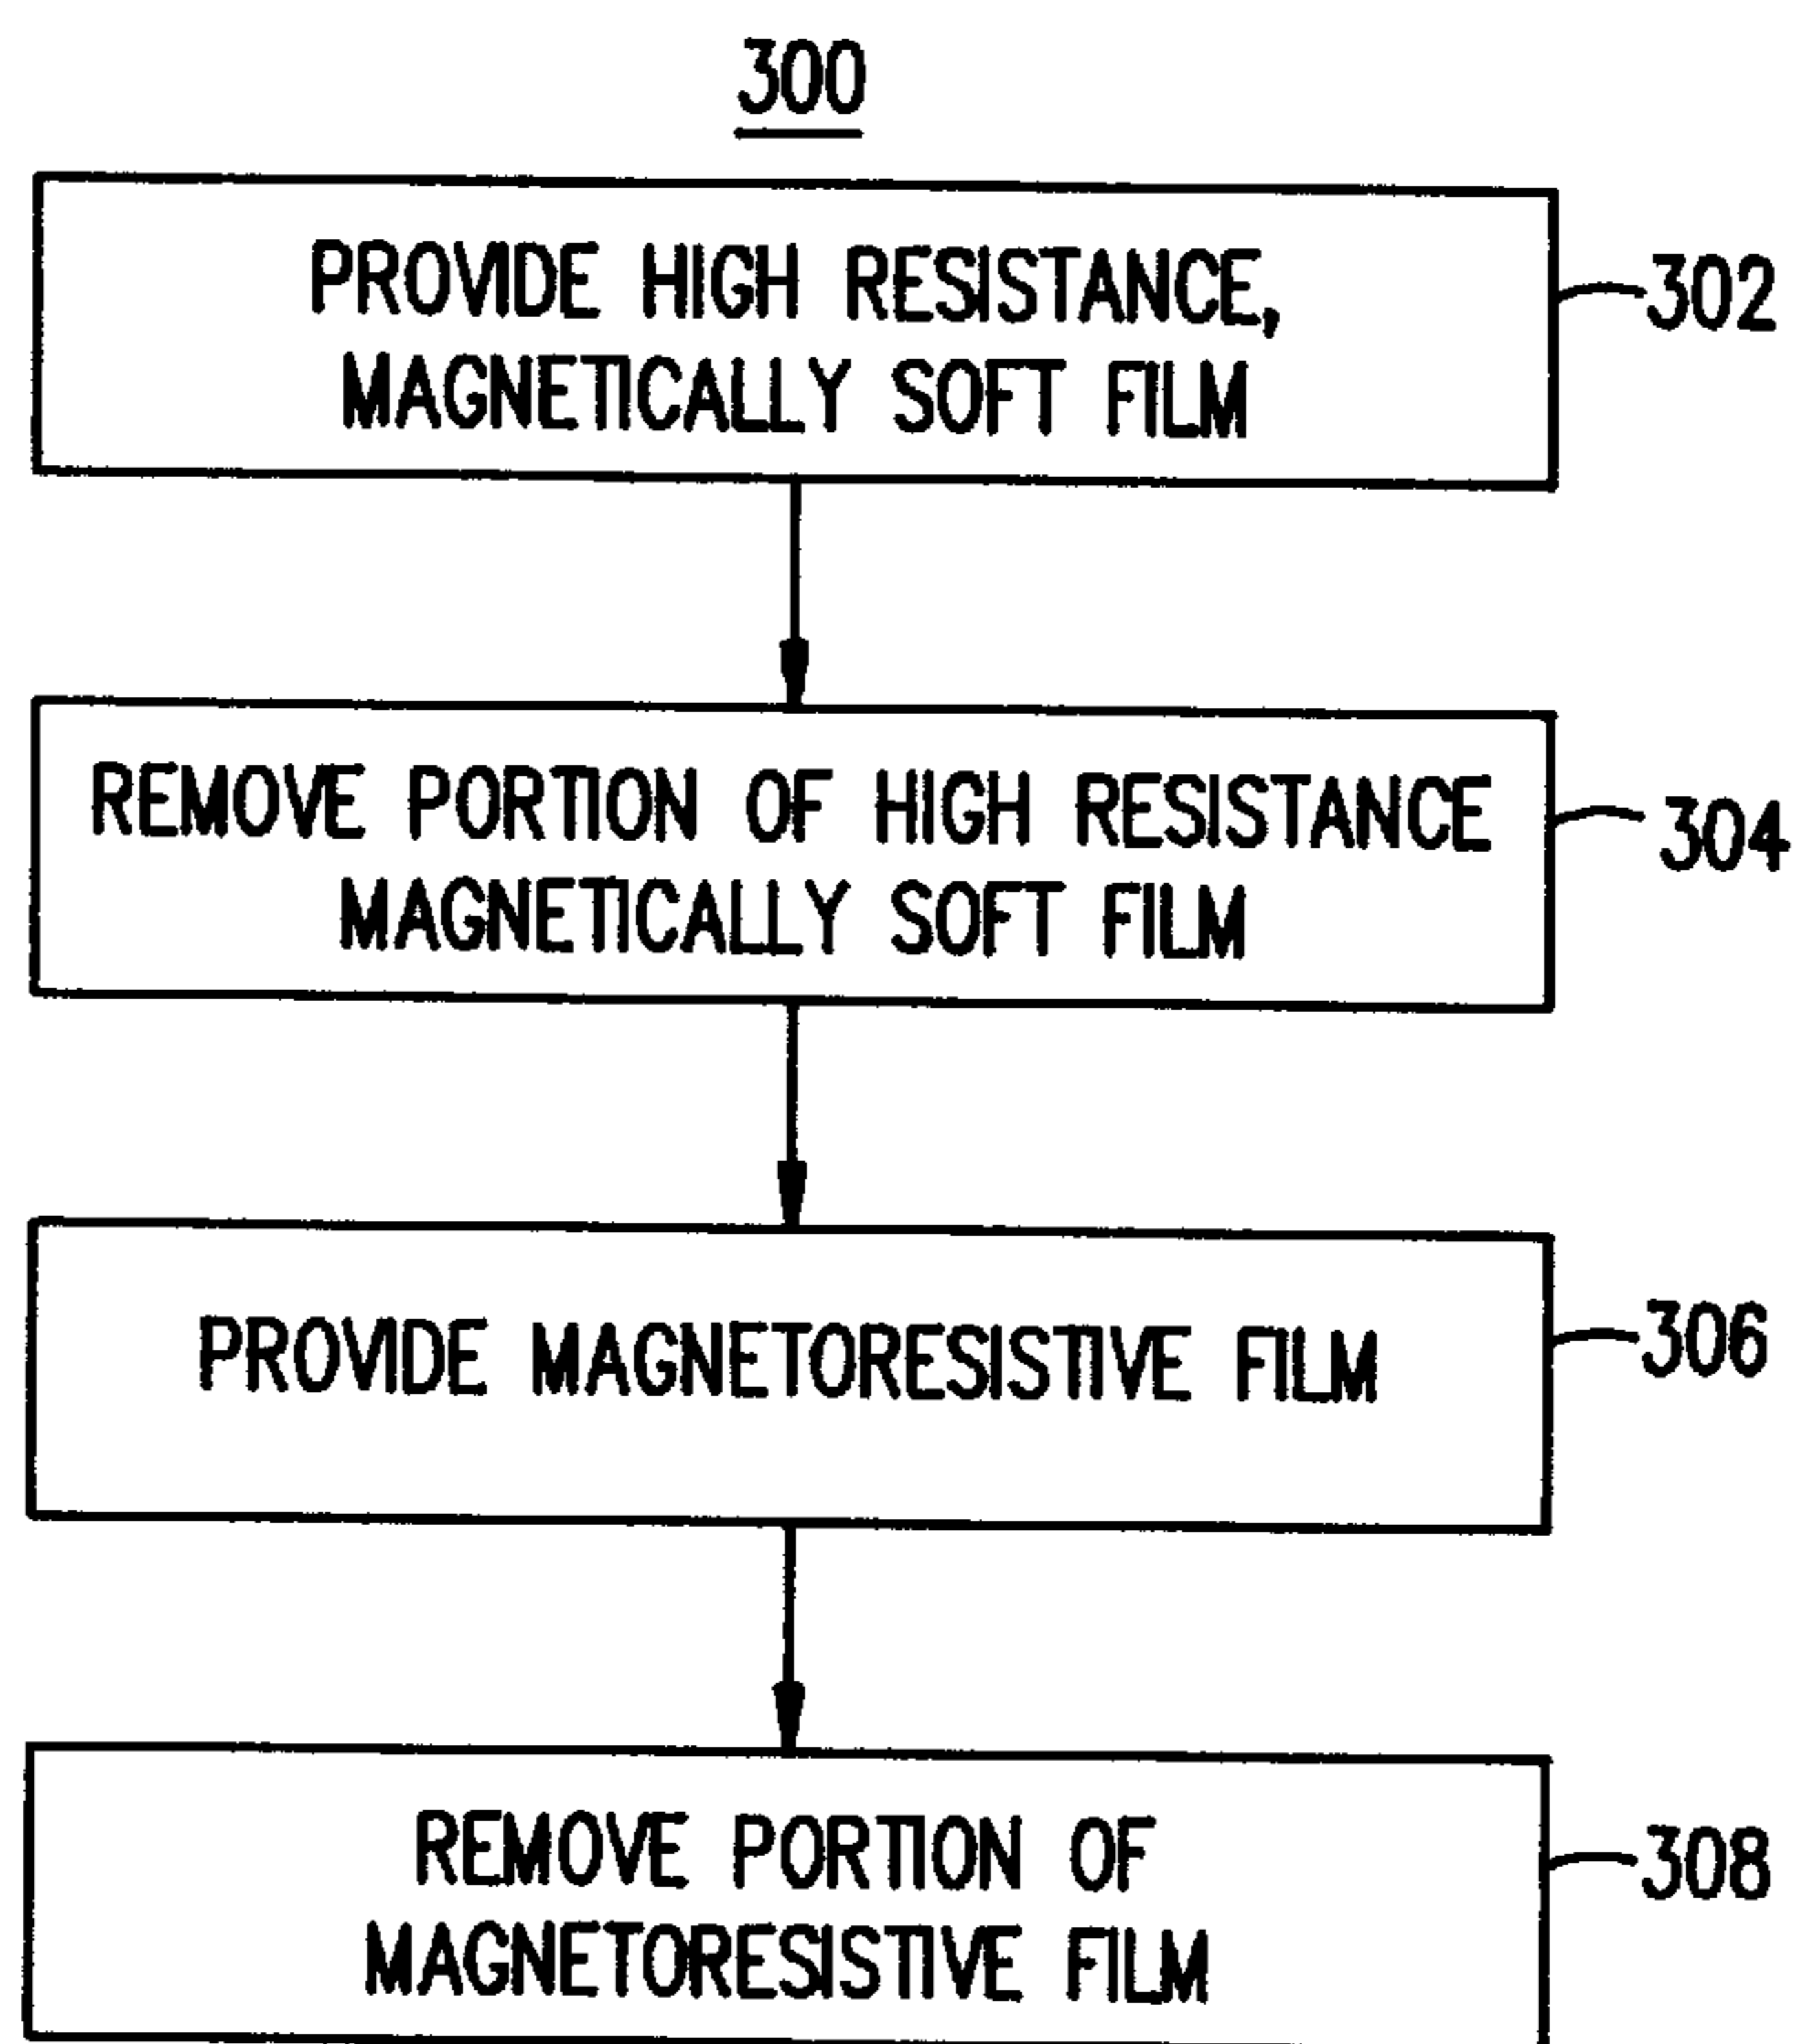 300
PROVIDE HIGH RESISTANCE,
MAGNETICALLY SOFT FILM
302
REMOVE PORTION OF HIGH RESISTANCE
MAGNETICALLY SOFT FILM
304
PROVIDE MAGNETORESISTIVE FILM
306
REMOVE PORTION OF
MAGNETORESISTIVE FILM
308